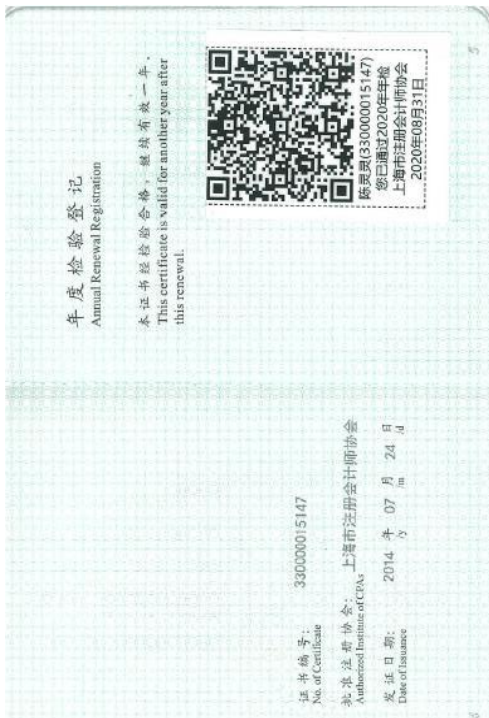 年度检验登记
Annual Renewal Registration
本证书经检验合格，继续有效一年。
This certificate is valid for another year after
this renewal.
陈灵灵(330000015147)
您已通过2020年年检
上海市注册会计师协会
2020年08月31日
5
证书编号：
No. of Certificate
330000015147
批准注册协会：
Authorized Institute of CPAs
上海市注册会计师协会
发证日期：
Date of Issuance
2014 年 07 月 24 日
/y /m /d